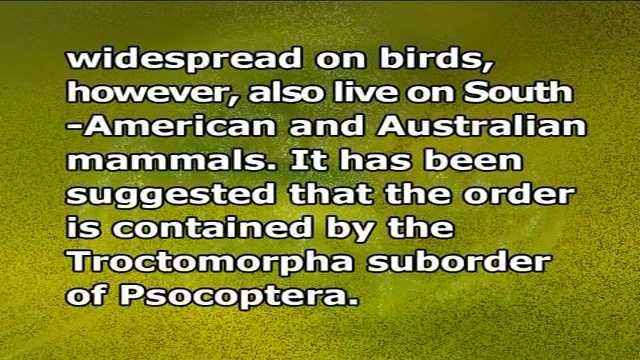 widespread on birds,
however, also live on South
-American and Australian
mammals. It has been
suggested that the order
is contained by the
Troctomorpha suborder
of Psocoptera.